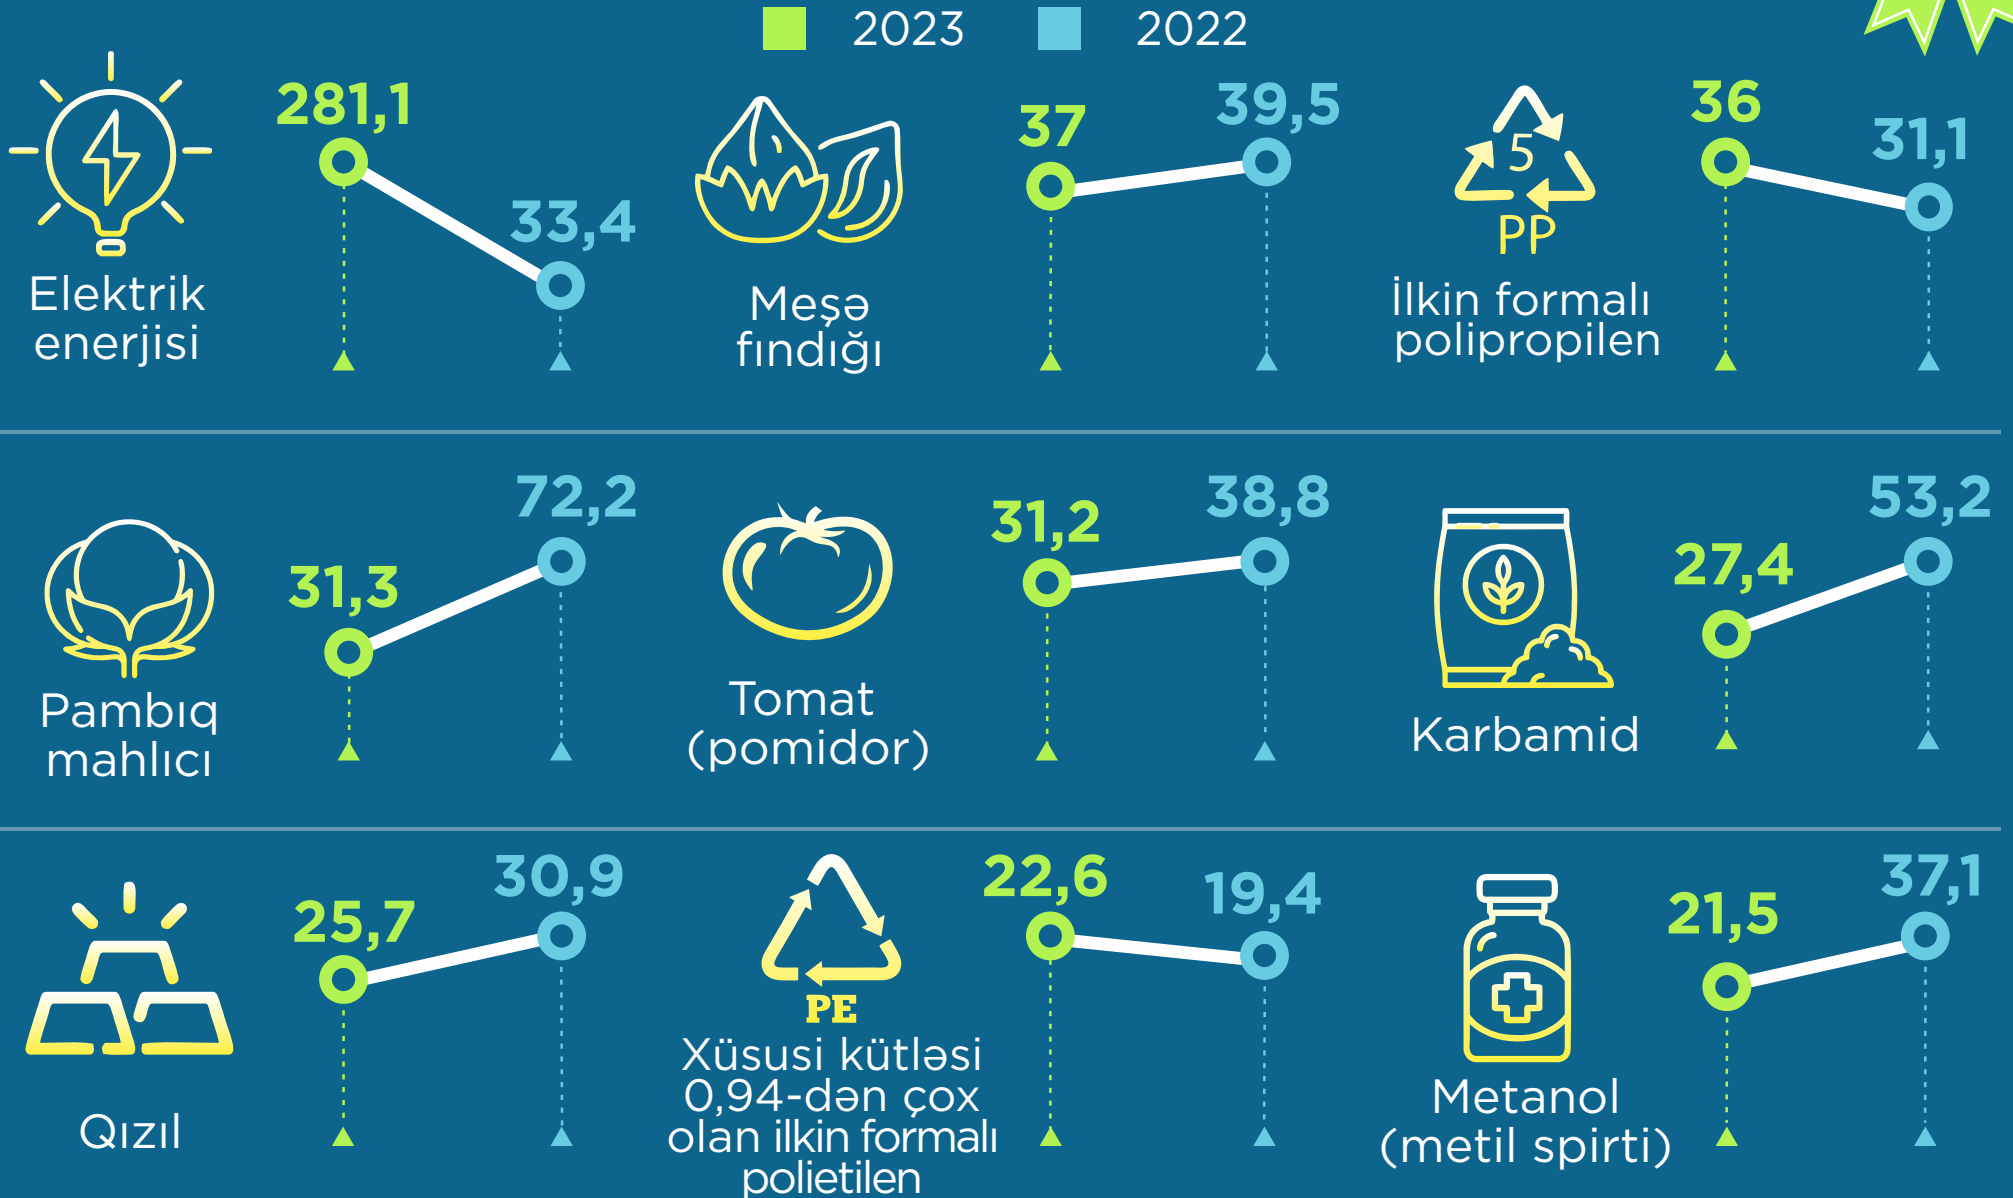 2023
2022
281,1
33,4
Elektrik
enerjisi
37
39,5
Meşə
fındığı
36
31,1
5
PP
İlkin formalı
polipropilen
31,3
72,2
Pambıq
mahlıcı
31,2
38,8
Tomat
(pomidor)
27,4
53,2
Karbamid
25,7
30,9
Qızıl
22,6
19,4
PE
Xüsusi kütləsi
0,94-dən çox
olan ilkin formalı
polietilen
21,5
37,1
Metanol
(metil spirti)